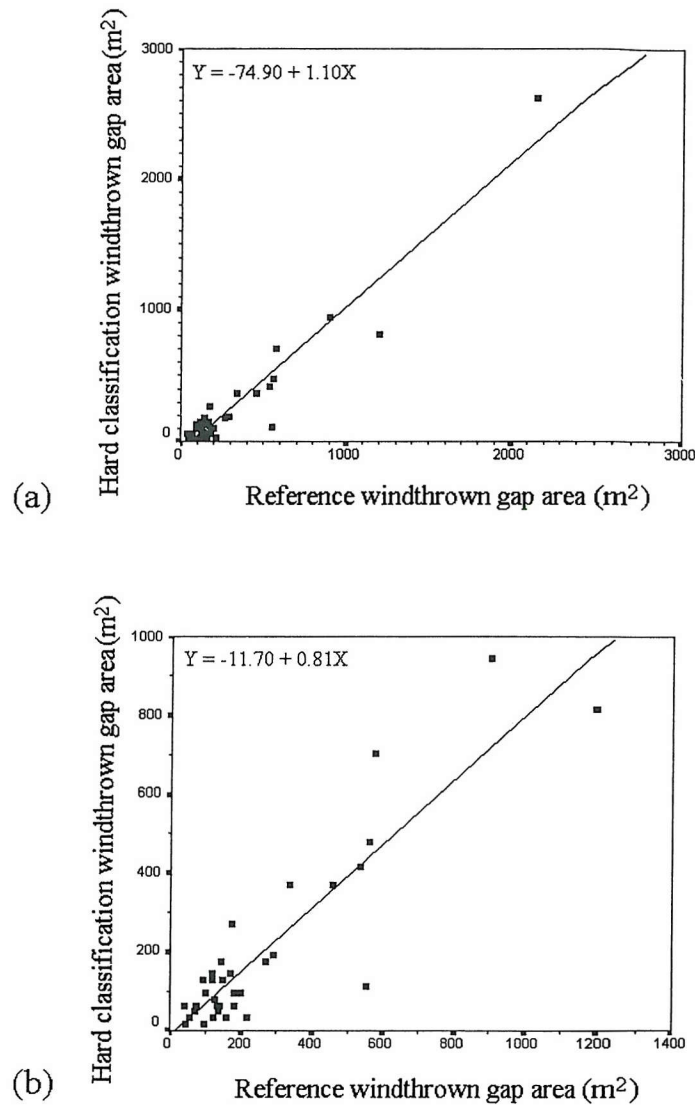 Hard classification windthrown gap area (m²)
3000
Y = -74.90 + 1.10X
2000
1000
0
0 1000 2000 3000
(a)
Reference windthrown gap area (m²)
Hard classification windthrown gap area (m²)
1000
Y = -11.70 + 0.81X
800
600
400
200
0
0 200 400 600 800 1000 1200 1400
(b)
Reference windthrown gap area (m²)